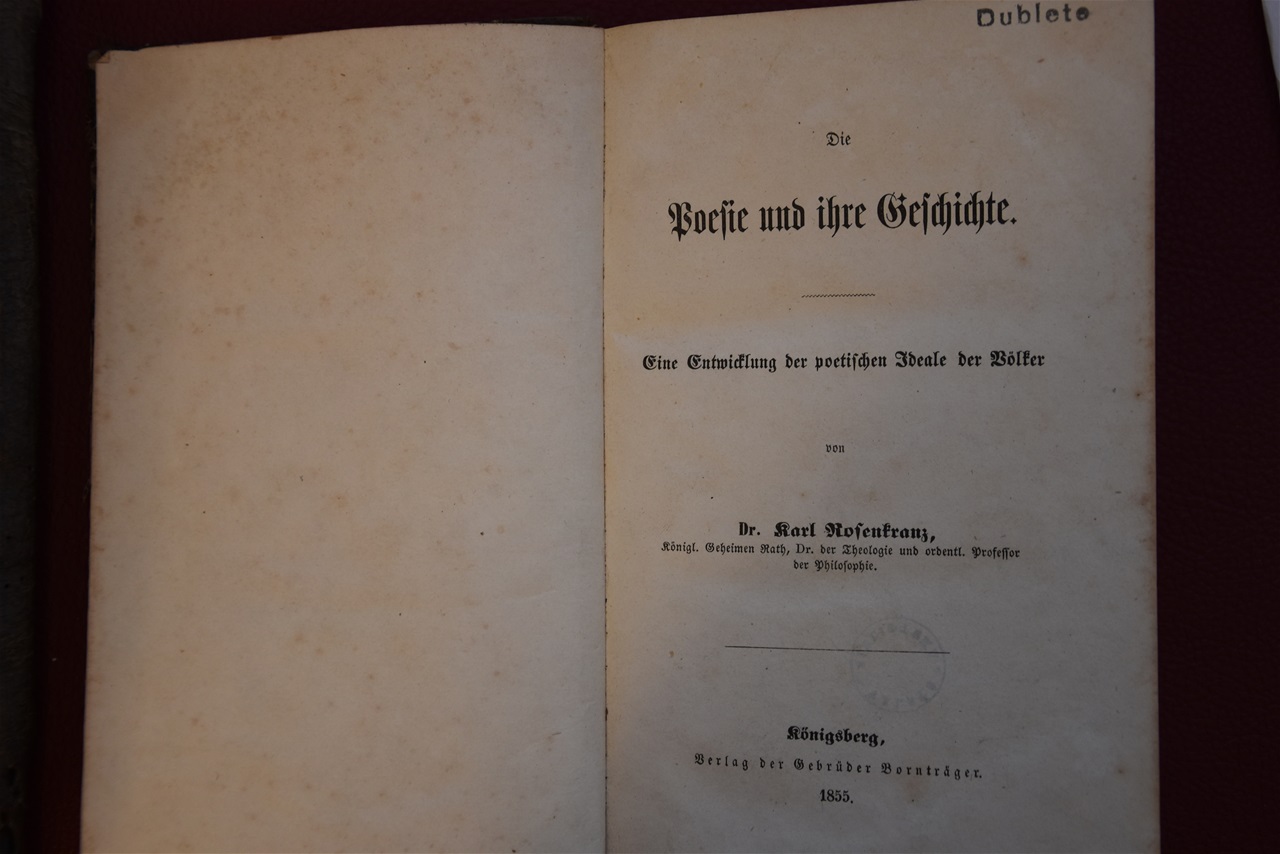 Dublete
Die
Poesie und ihre Geschichte.
Eine Entwicklung der poetischen Ideale der Völker
von
Dr. Karl Rosenkranz,
Königl. Geheimen Rath, Dr. der Theologie und ordentl. Professor
der Philosophie.
Königsberg,
Verlag der Gebrüder Bornträger.
1855.